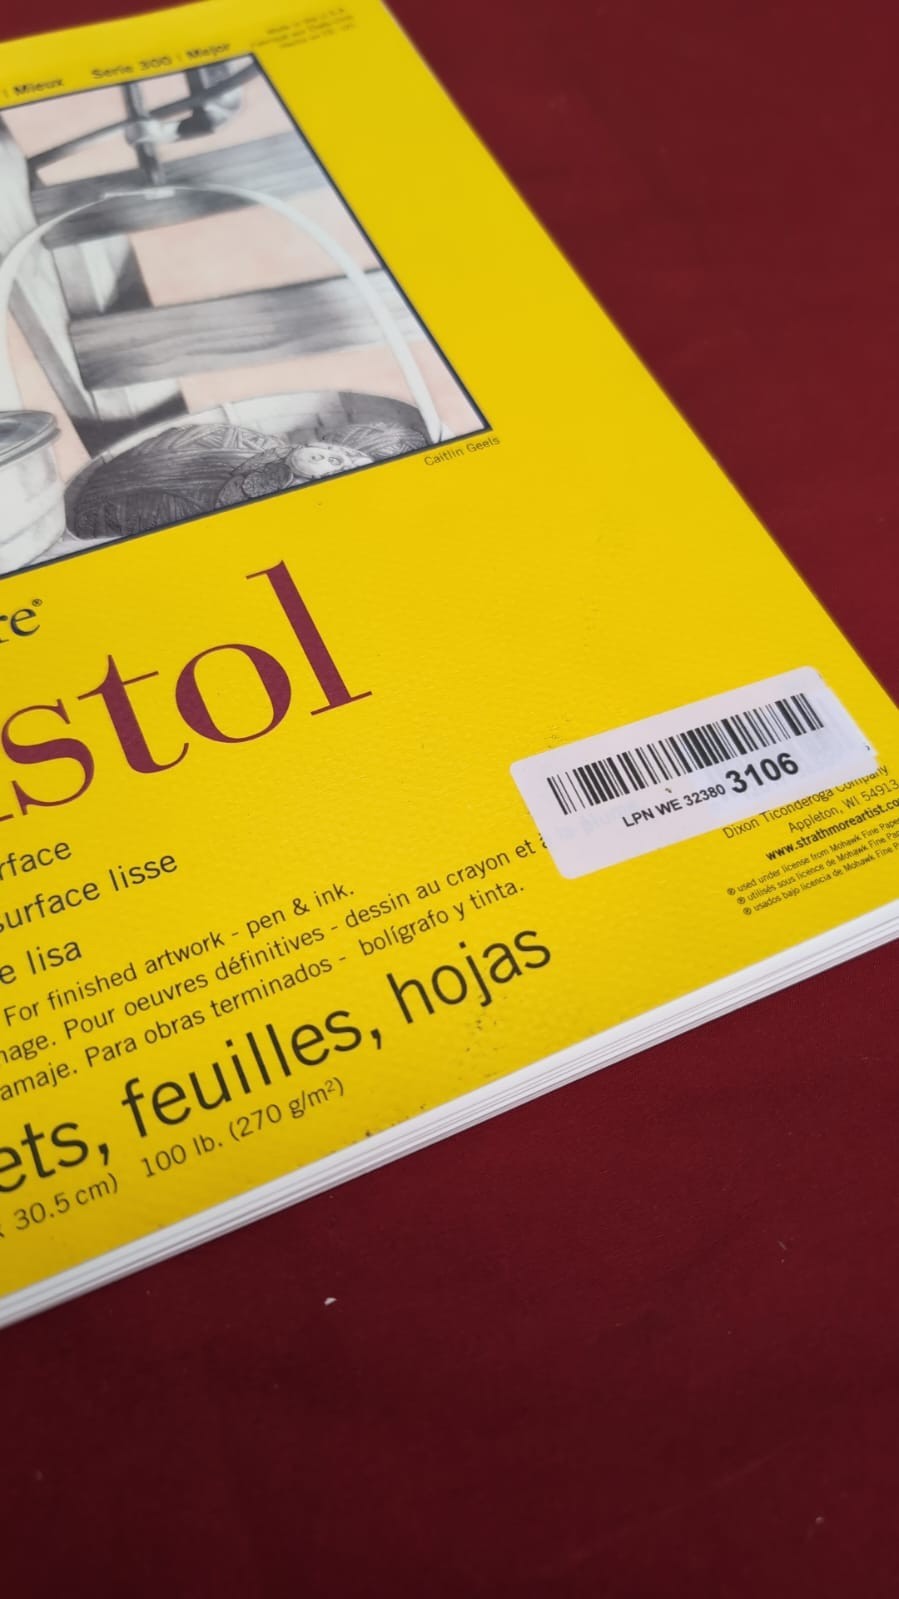 Mieux Serie 300 | Mejor
Caitlin Geels
re®
stol
rface
surface lisse
e lisa
For finished artwork - pen & ink.
nage. Pour oeuvres définitives - dessin au crayon et
amaje. Para obras terminados - bolígrafo y tinta.
ets, feuilles, hojas
30.5 cm) 100 lb. (270 g/m²)
LPN WE 32380 3106
Dixon Ticonderoga Company
Appleton, WI 54913
www.strathmoreartist.co
® used under license from Mohawk Fine Paper
® utilisés sous licence de Mohawk Fine Pap
® usados bajo licencia de Mohawk Fine P